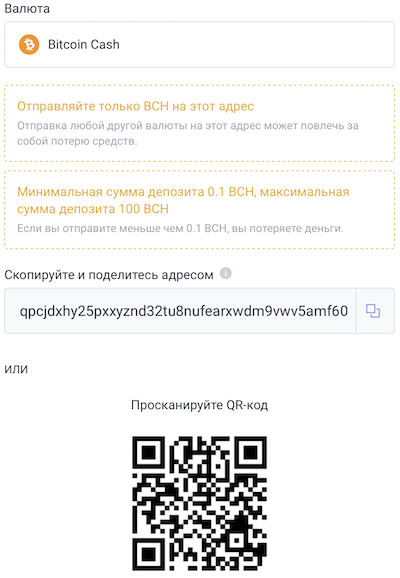 Валюта
Bitcoin Cash
Отправляйте только BCH на этот адрес
Отправка любой другой валюты на этот адрес может повлечь за
собой потерю средств.
Минимальная сумма депозита 0.1 BCH, максимальная
сумма депозита 100 BCH
Если вы отправите меньше чем 0.1 BCH, вы потеряете деньги.
Скопируйте и поделитесь адресом
qpcjdxhy25pxxyznd32tu8nufearxwdm9vwv5amf60
ИЛИ
Просканируйте QR-код